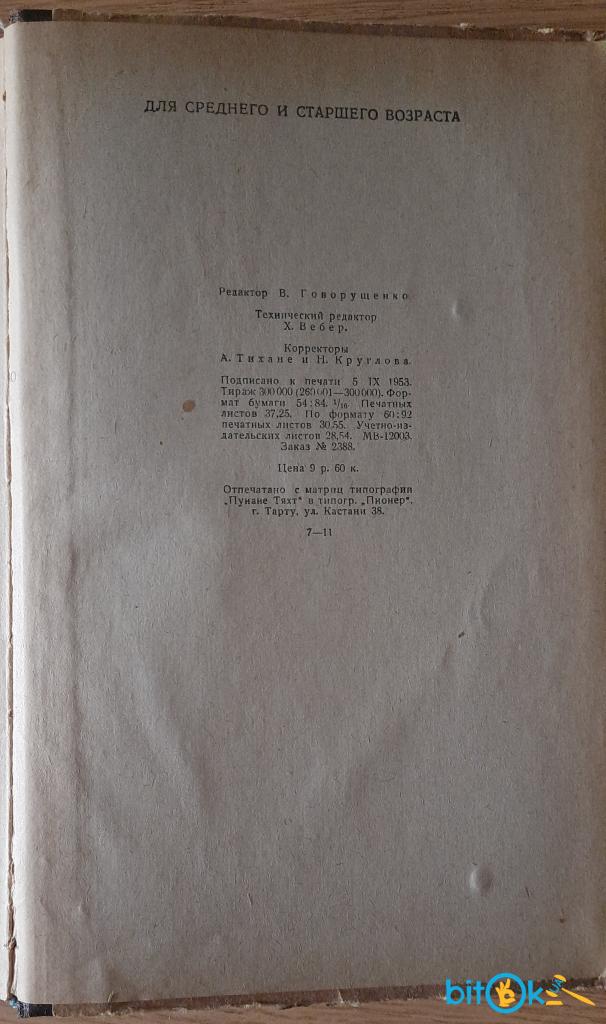 ДЛЯ СРЕДНЕГО И СТАРШЕГО ВОЗРАСТА
Редактор В. Говорущенко.
Технический редактор
Х. Вебер.
Корректоры
А. Тихане и Н. Круглова.
Подписано к печати 5 IX 1953.
Тираж 300 000 (260 001—300 000). Фор-
мат бумаги 54 : 84. 1/16. Печатных
листов 37,25. По формату 60 : 92
печатных листов 30,55. Учетно-из-
дательских листов 28,54. МВ-12003.
Заказ № 2388.
Цена 9 р. 60 к.
Отпечатано с матриц типографии
„Пунане Тяхт" в типогр. „Пионер",
г. Тарту, ул. Кастани 38.
7—11
bitOk